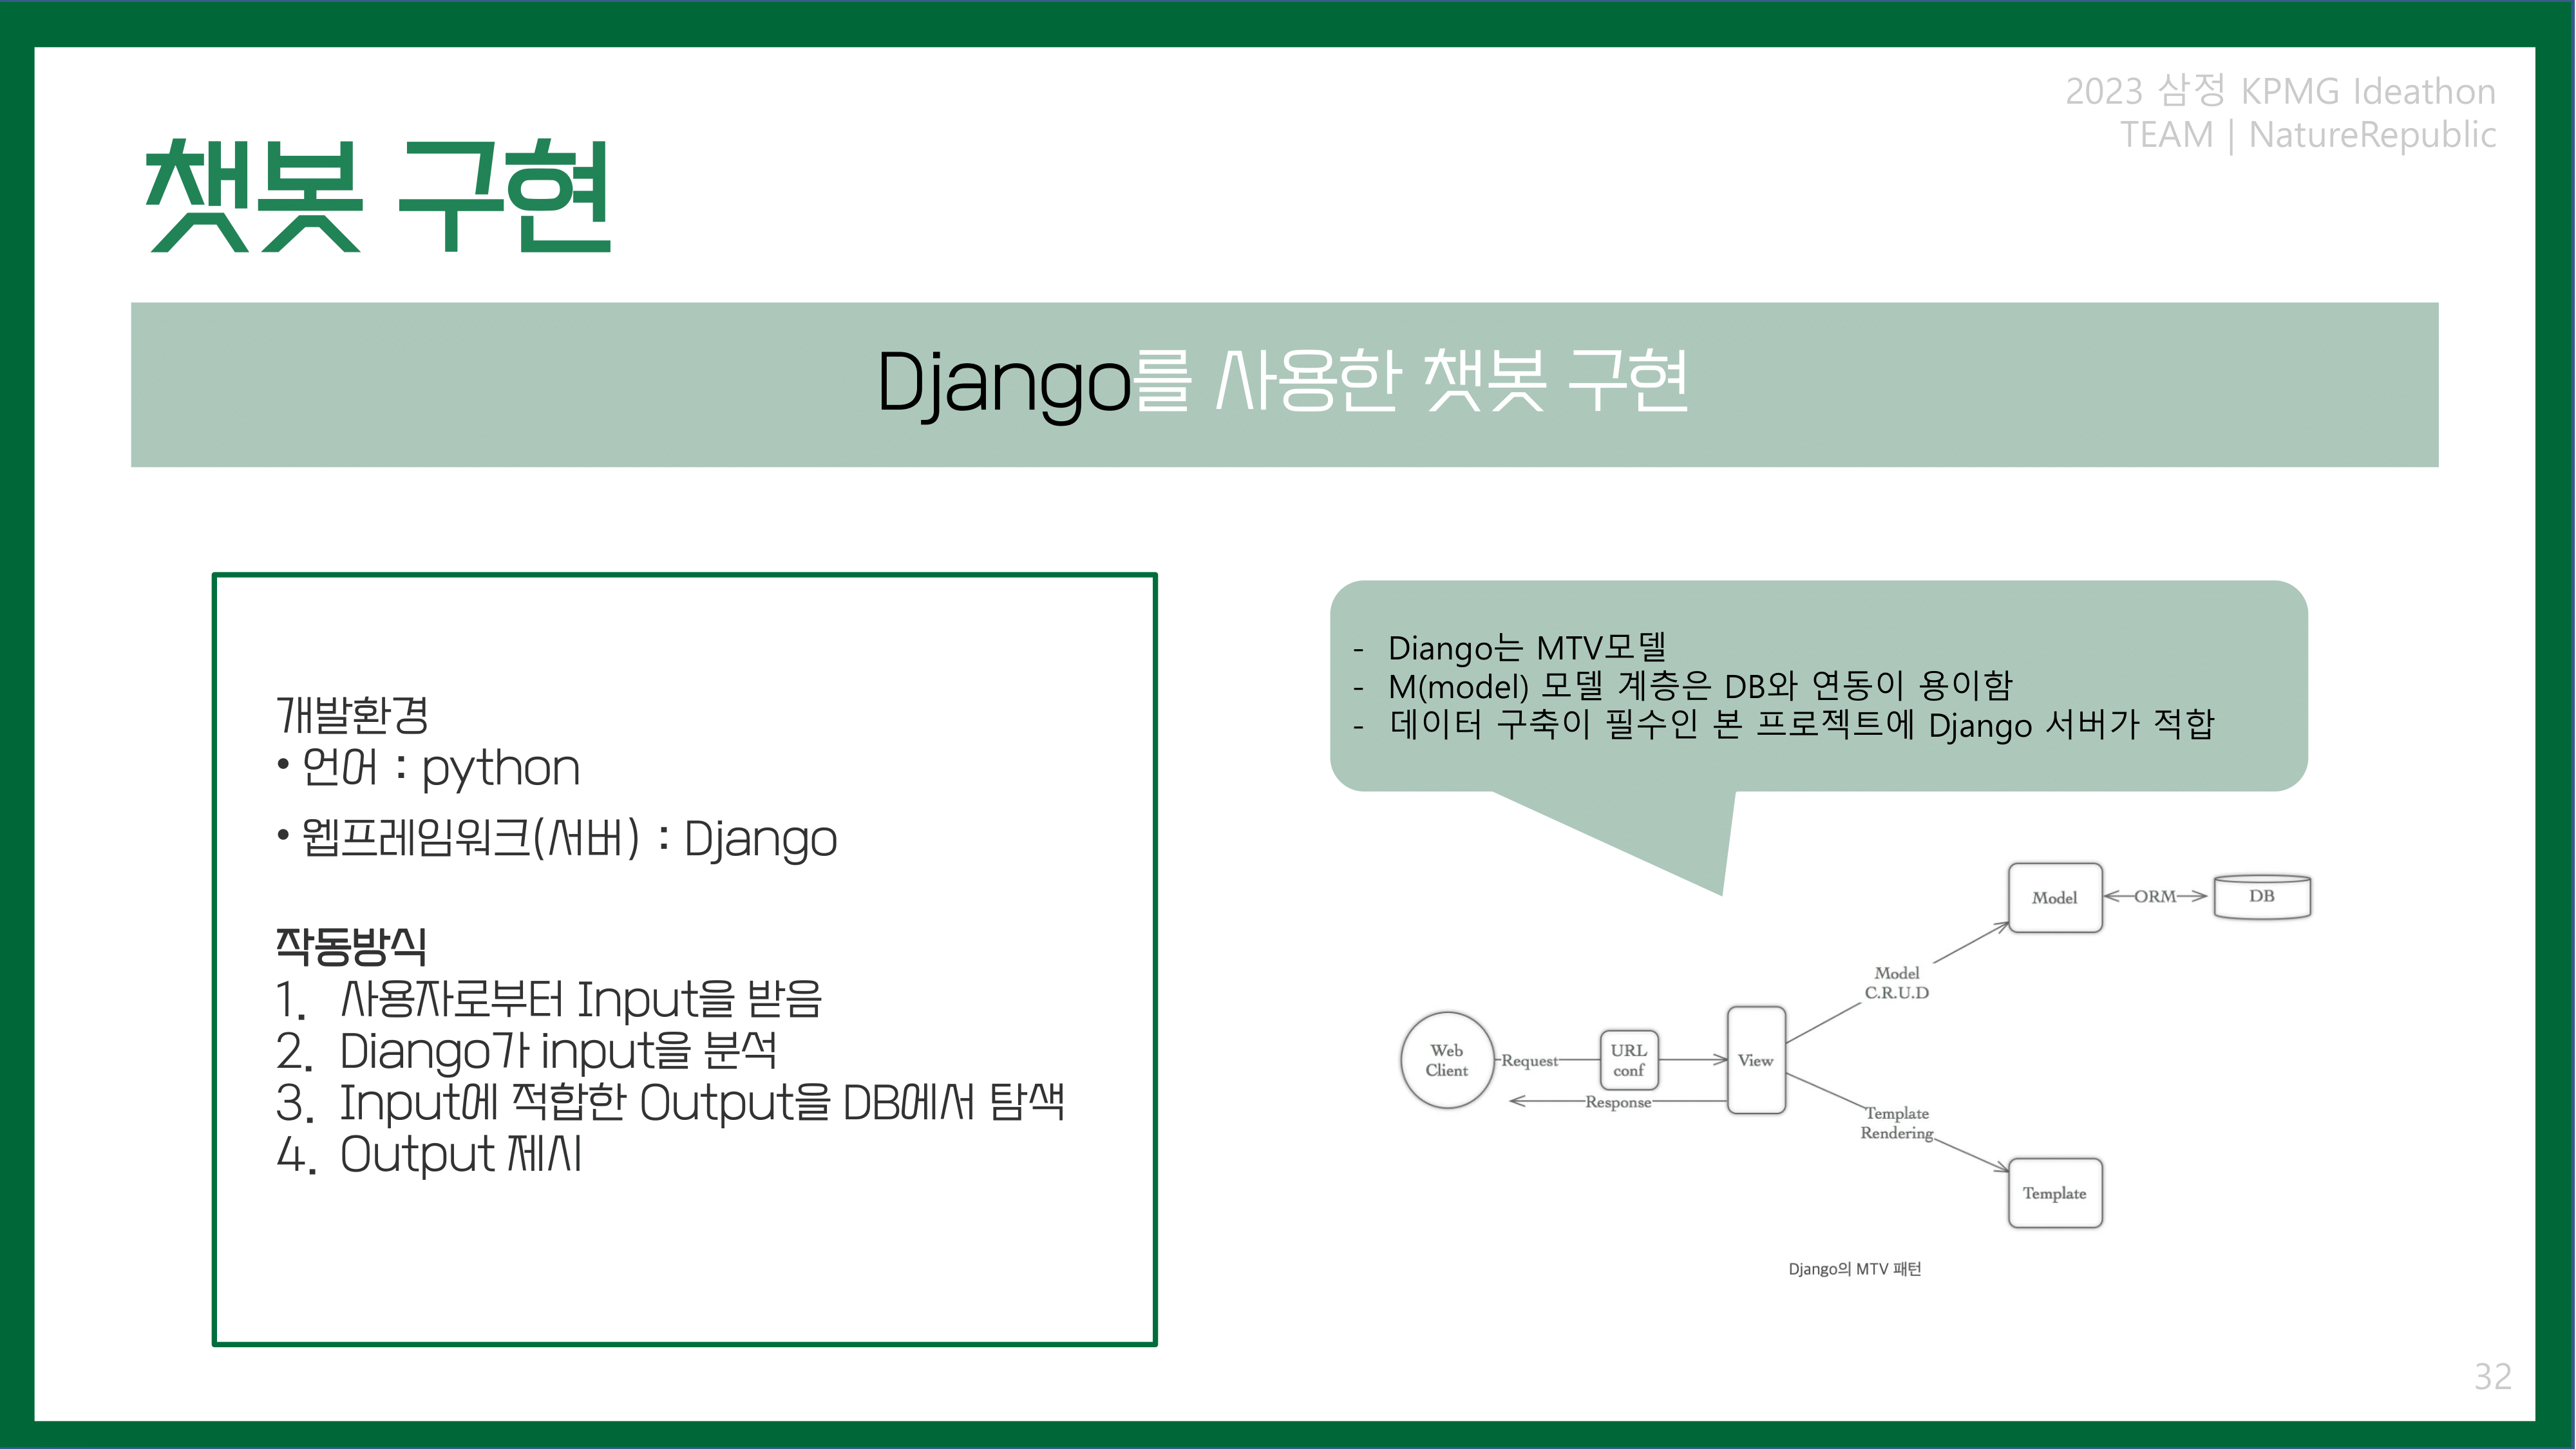 2023 삼정 KPMG Ideathon
TEAM | NatureRepublic
챗봇 구현
Django를 사용한 챗봇 구현
개발환경
• 언어 : python
• 웹프레임워크(서버) : Django
작동방식
1. 사용자로부터 Input을 받음
2. Diango가 input을 분석
3. Input에 적합한 Output을 DB에서 탐색
4. Output 제시
- Diango는 MTV모델
- M(model) 모델 계층은 DB와 연동이 용이함
- 데이터 구축이 필수인 본 프로젝트에 Django 서버가 적합
Model
ORM
DB
Model
C.R.U.D
Web
Client
Request
URL
conf
View
Response
Template
Rendering
Template
Django의 MTV 패턴
32